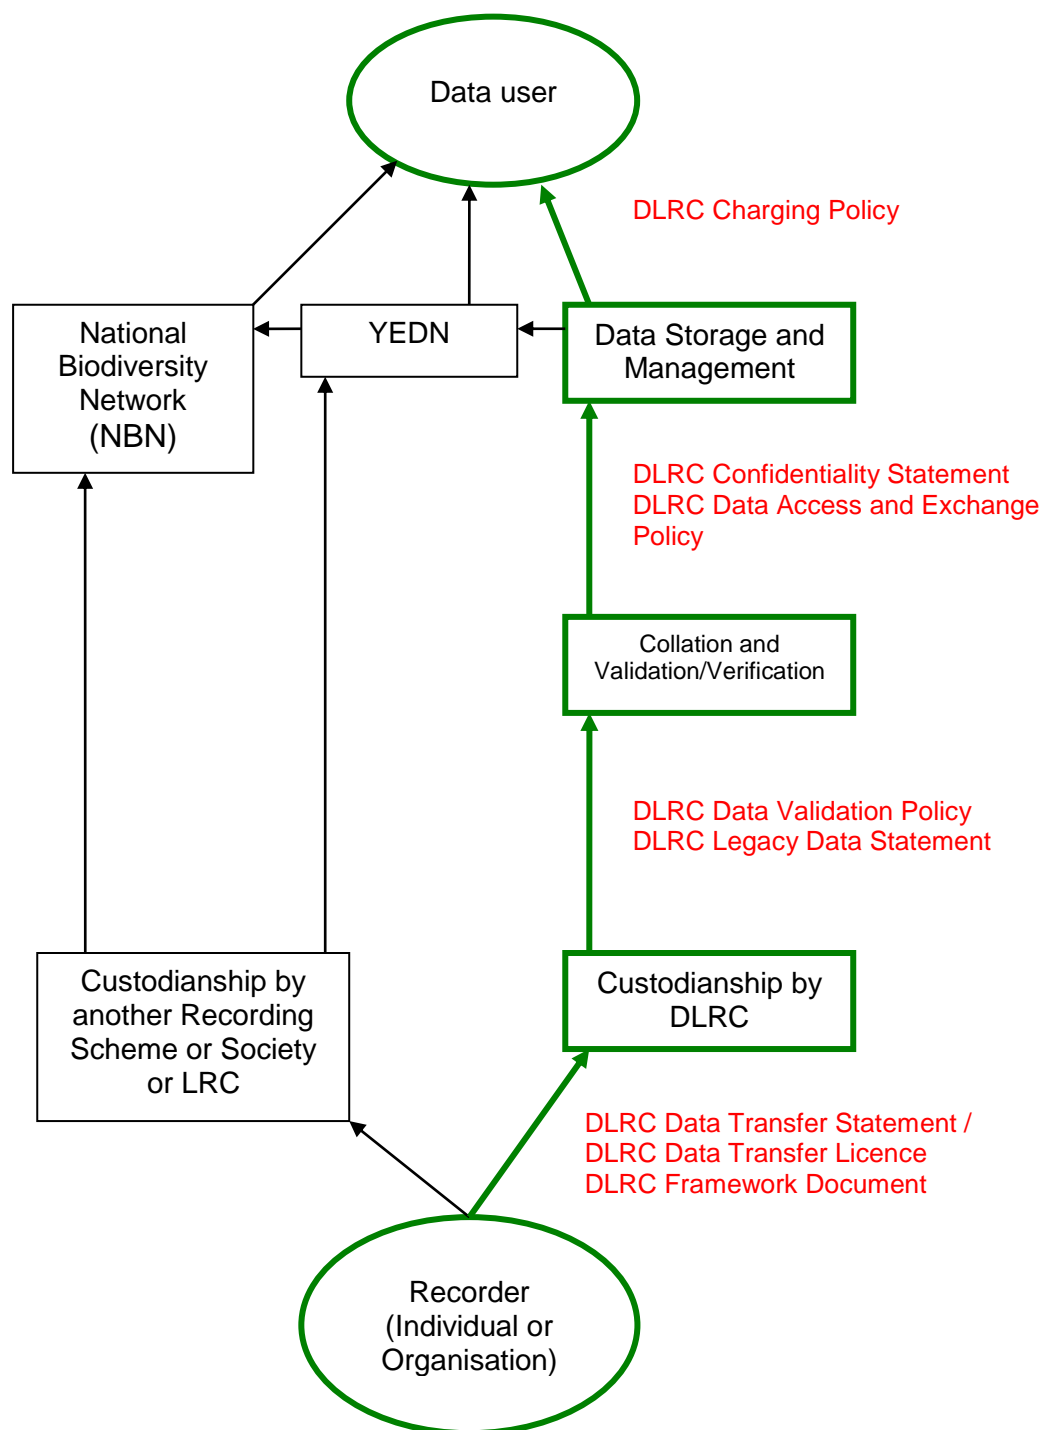 Data user
DLRC Charging Policy
National
Biodiversity
Network
(NBN)
YEDN
Data Storage and
Management
DLRC Confidentiality Statement
DLRC Data Access and Exchange
Policy
Collation and
Validation/Verification
DLRC Data Validation Policy
DLRC Legacy Data Statement
Custodianship by
another Recording
Scheme or Society
or LRC
Custodianship by
DLRC
DLRC Data Transfer Statement /
DLRC Data Transfer Licence
DLRC Framework Document
Recorder
(Individual or
Organisation)